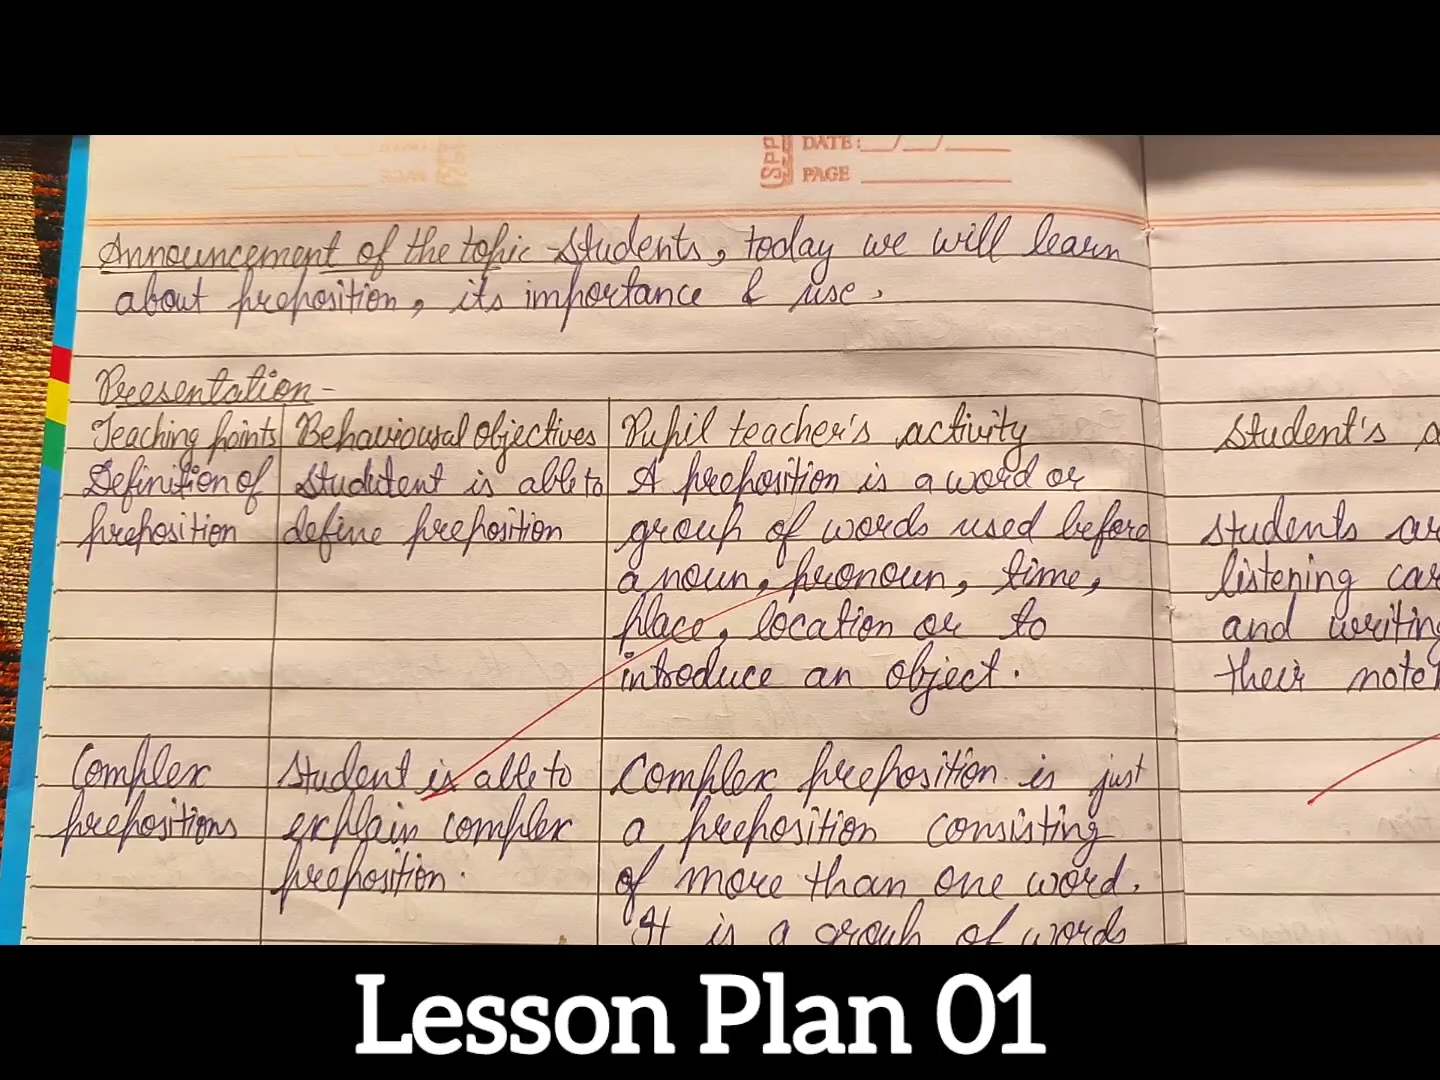 SPP
DATE:
PAGE
Announcement of the topic - Students, today we will learn
about preposition, its importance & use.
Presentation -
Teaching points
Behavioural objectives
Pupil teacher's activity
Student's
Definition of
preposition
Studutent is able to
define preposition
A preposition is a word or
group of words used before
a noun, pronoun, time,
place, location or to
introduce an object.
Students
listening
and
their
Complex
prepositions
Student is able to
explain complex
preposition.
Complex preposition is just
a preposition consisting
of more than one word.
It is a group of words
Lesson Plan 01